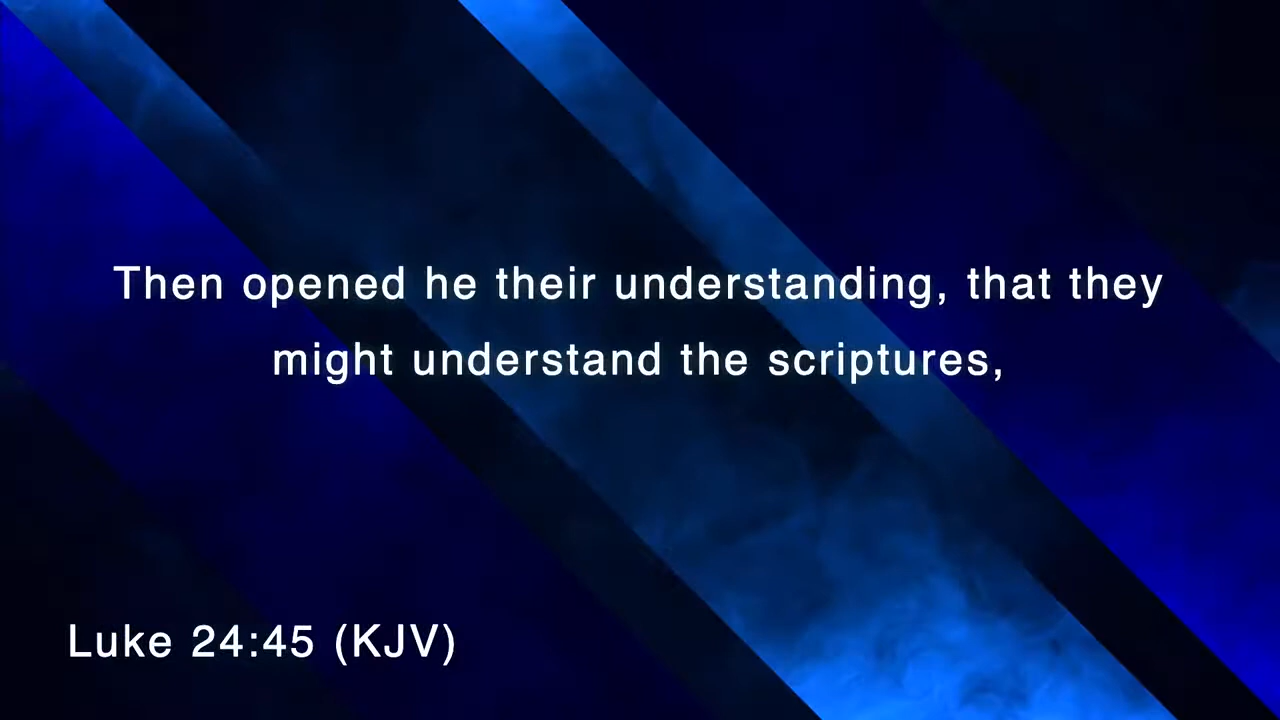 Then opened he their understanding, that they
might understand the scriptures,
Luke 24:45 (KJV)